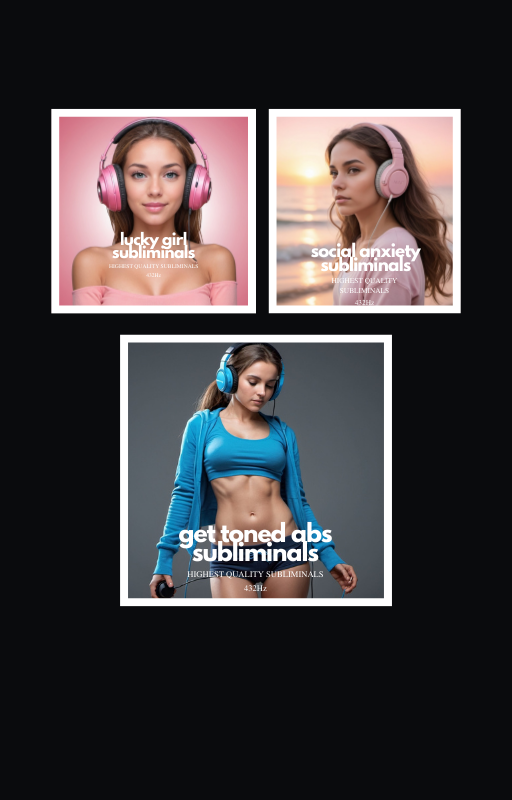 lucky girl
subliminals
HIGHEST QUALITY SUBLIMINALS
432Hz
social anxiety
subliminals
HIGHEST QUALITY
SUBLIMINALS
432Hz
get toned abs
subliminals
HIGHEST QUALITY SUBLIMINALS
432Hz